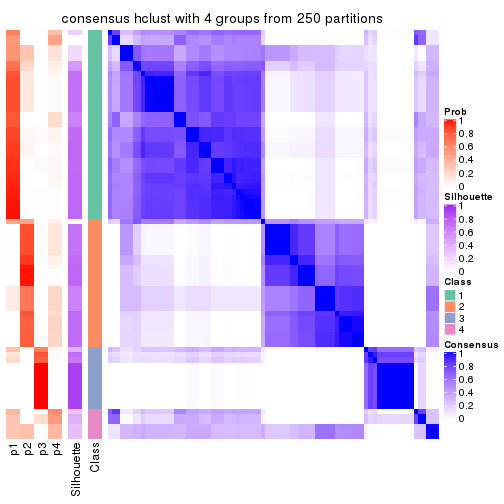 consensus hclust with 4 groups from 250 partitions
Prob
1
0.8
0.6
0.4
0.2
0
Silhouette
1
0.8
0.6
0.4
0.2
0
Class
1
2
3
4
Consensus
1
0.8
0.6
0.4
0.2
0
p1
p2
p3
p4
Silhouette
Class